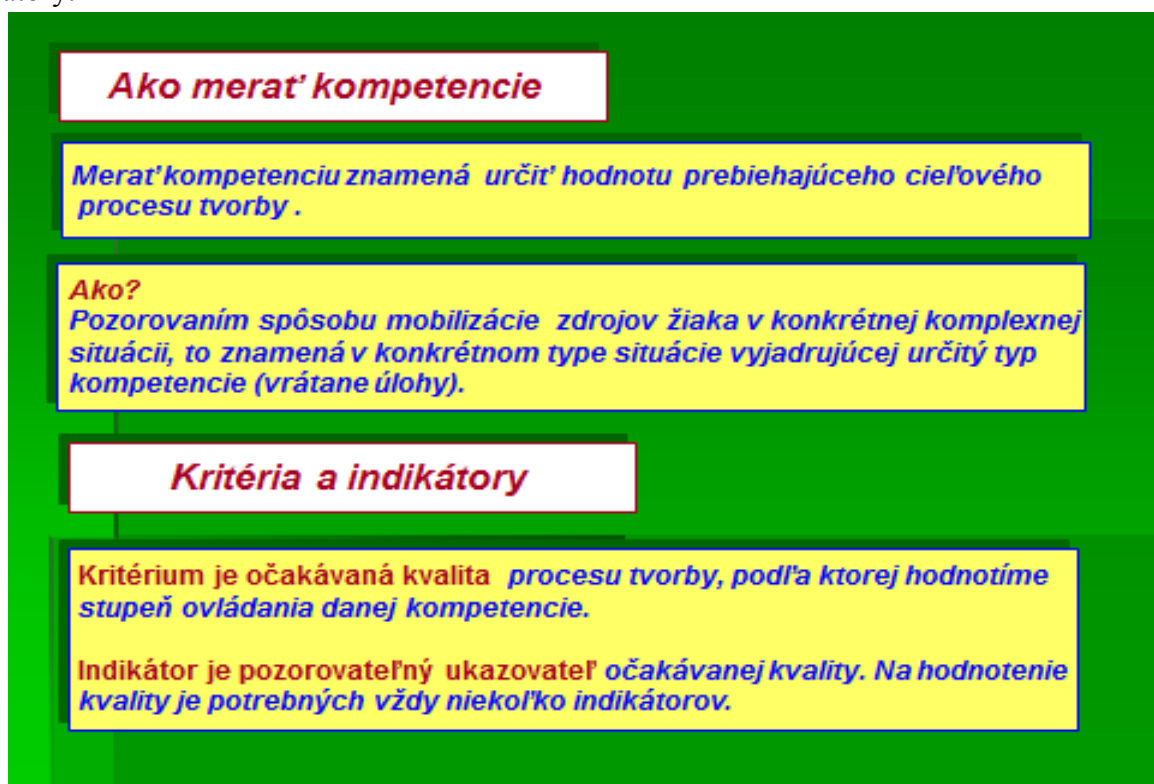 Ako merať kompetencie
Merať kompetenciu znamená určiť hodnotu prebiehajúceho cieľového
procesu tvorby .
Ako?
Pozorovaním spôsobu mobilizácie zdrojov žiaka v konkrétnej komplexnej
situácii, to znamená v konkrétnom type situácie vyjadrujúcej určitý typ
kompetencie (vrátane úlohy).
Kritéria a indikátory
Kritérium je očakávaná kvalita procesu tvorby, podľa ktorej hodnotíme
stupeň ovládania danej kompetencie.
Indikátor je pozorovateľný ukazovateľ očakávanej kvality. Na hodnotenie
kvality je potrebných vždy niekoľko indikátorov.